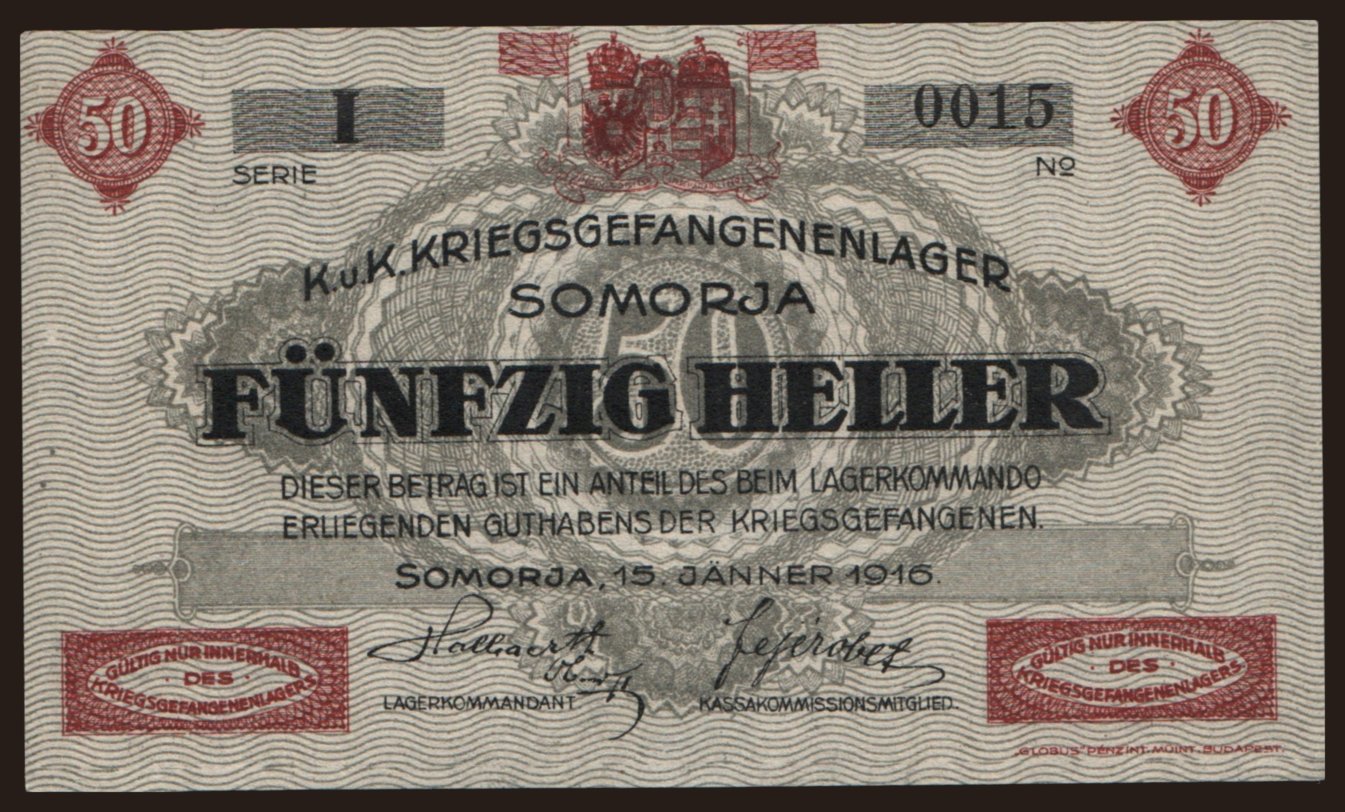 50
I
0015
50
SERIE
No
K.u.K. KRIEGSGEFANGENENLAGER
SOMORJA
50
FÜNFZIG HELLER
DIESER BETRAG IST EIN ANTEIL DES BEIM LAGERKOMMANDO
ERLIEGENDEN GUTHABENS DER KRIEGSGEFANGENEN.
SOMORJA, 15. JÄNNER 1916.
GÜLTIG NUR INNERHALB
· DES ·
KRIEGSGEFANGENENLAGERS
LAGERKOMMANDANT
KASSAKOMMISSIONSMITGLIED.
GÜLTIG NUR INNERHALB
· DES ·
KRIEGSGEFANGENENLAGERS
„GLOBUS" PÉNZINT. MÜINT. BUDAPEST.